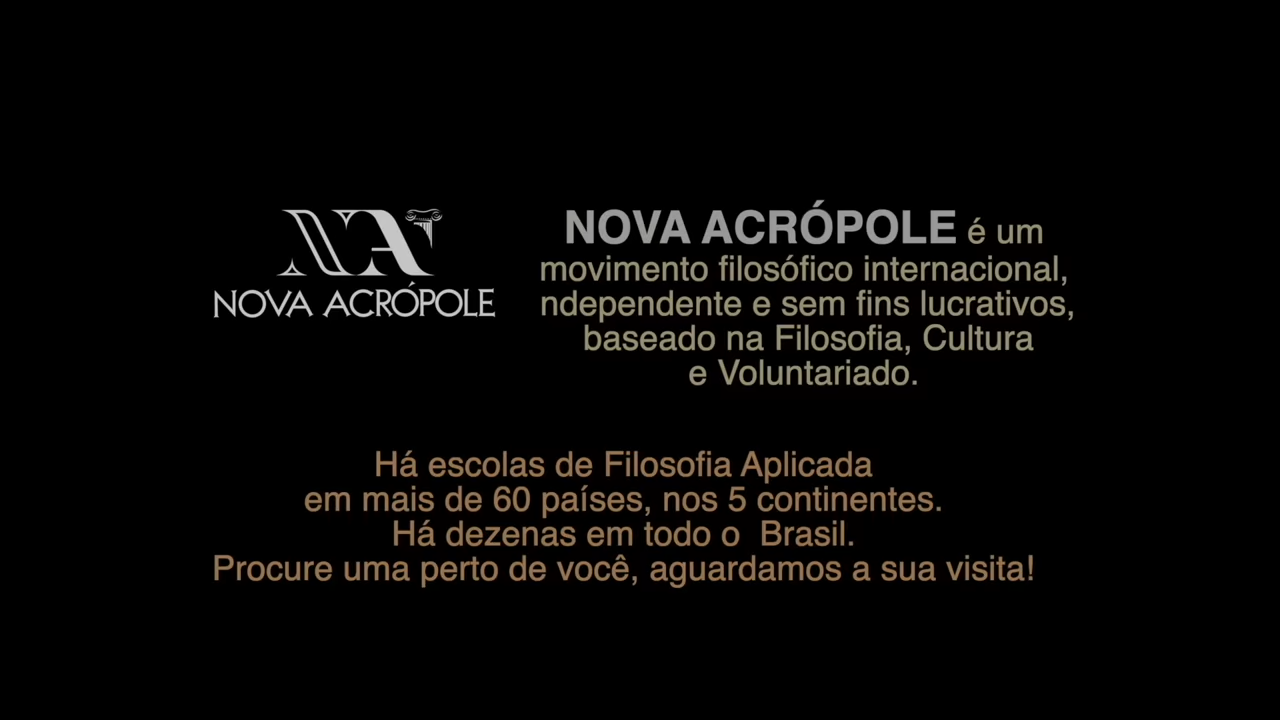 NOVA ACRÓPOLE
NOVA ACRÓPOLE é um
movimento filosófico internacional,
ndependente e sem fins lucrativos,
baseado na Filosofia, Cultura
e Voluntariado.
Há escolas de Filosofia Aplicada
em mais de 60 países, nos 5 continentes.
Há dezenas em todo o  Brasil.
Procure uma perto de você, aguardamos a sua visita!